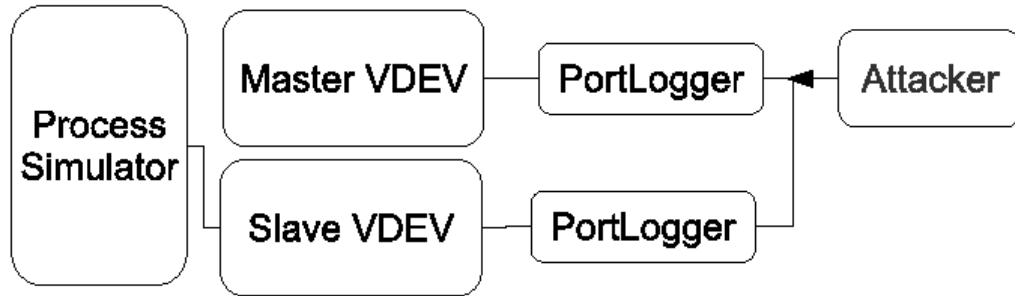 Process
Simulator
Master VDEV
PortLogger
Attacker
Slave VDEV
PortLogger